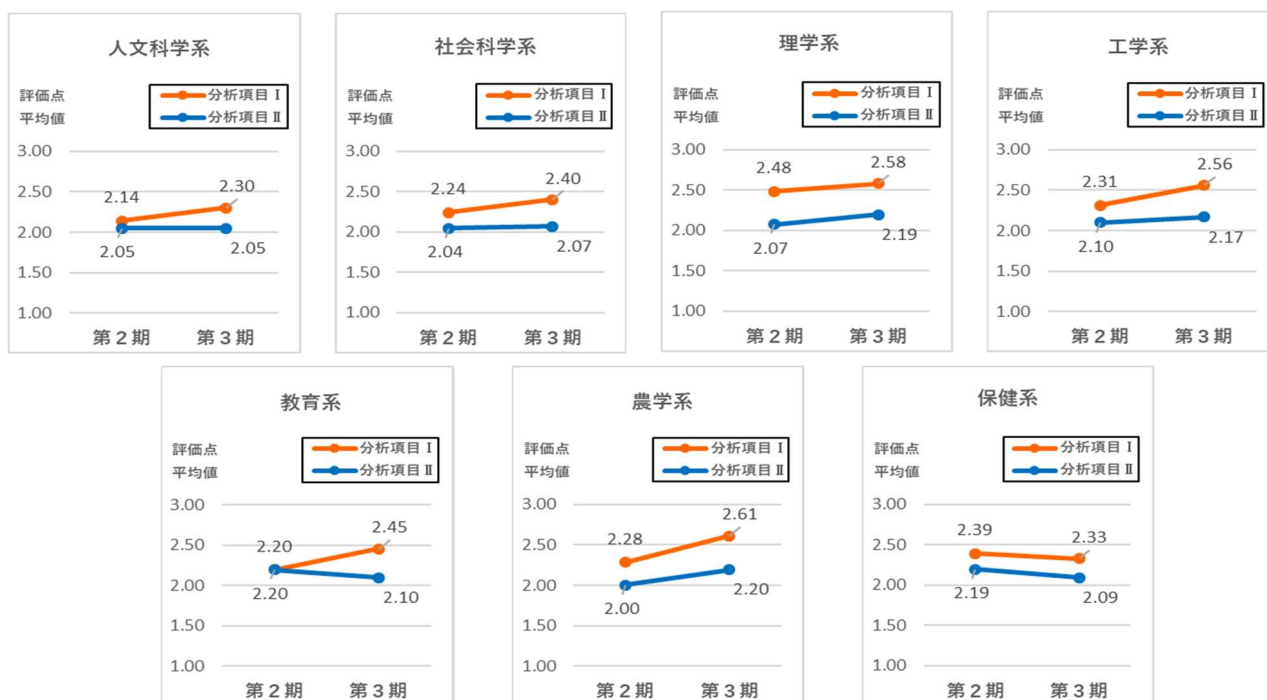 人文科学系
評価点
平均値
分析項目Ⅰ
分析項目Ⅱ
3.00
2.50
2.00
1.50
1.00
2.14
2.30
2.05
2.05
第２期
第３期
社会科学系
評価点
平均値
分析項目Ⅰ
分析項目Ⅱ
3.00
2.50
2.00
1.50
1.00
2.24
2.40
2.04
2.07
第２期
第３期
理学系
評価点
平均値
分析項目Ⅰ
分析項目Ⅱ
3.00
2.50
2.00
1.50
1.00
2.48
2.58
2.07
2.19
第２期
第３期
工学系
評価点
平均値
分析項目Ⅰ
分析項目Ⅱ
3.00
2.50
2.00
1.50
1.00
2.31
2.56
2.10
2.17
第２期
第３期
教育系
評価点
平均値
分析項目Ⅰ
分析項目Ⅱ
3.00
2.50
2.00
1.50
1.00
2.20
2.45
2.20
2.10
第２期
第３期
農学系
評価点
平均値
分析項目Ⅰ
分析項目Ⅱ
3.00
2.50
2.00
1.50
1.00
2.28
2.61
2.00
2.20
第２期
第３期
保健系
評価点
平均値
分析項目Ⅰ
分析項目Ⅱ
3.00
2.50
2.00
1.50
1.00
2.39
2.33
2.19
2.09
第２期
第３期